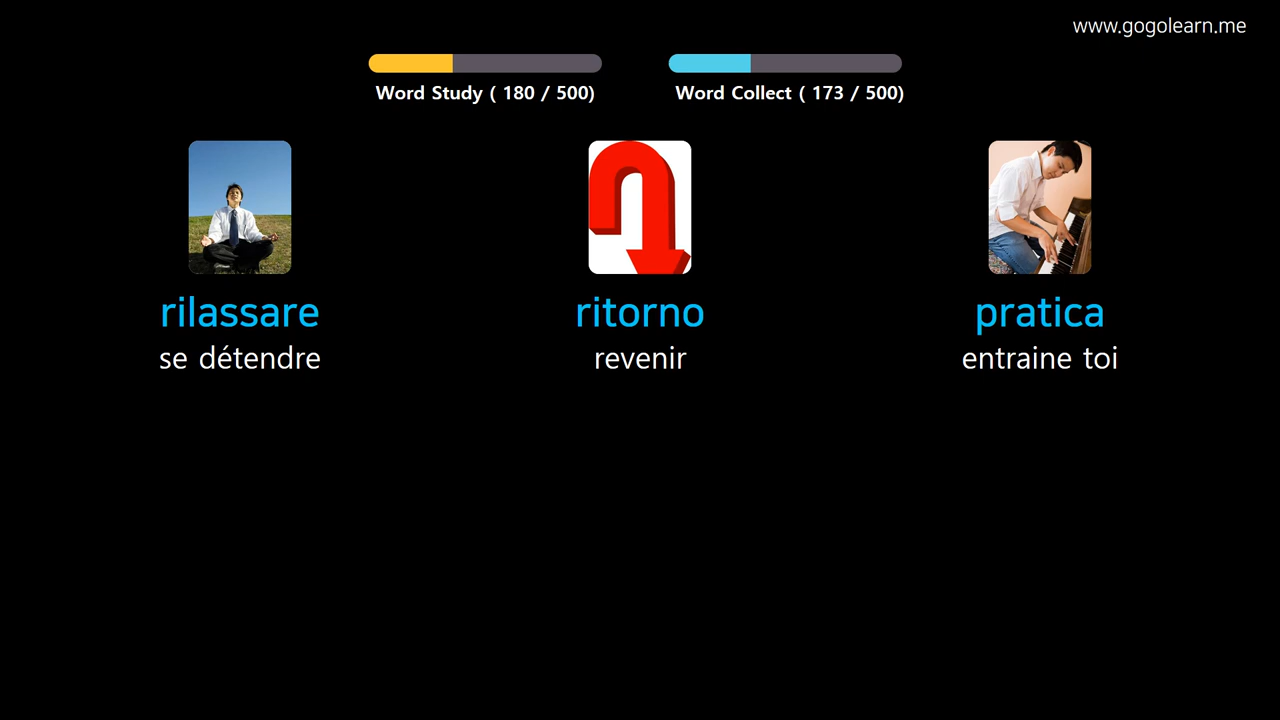 www.gogolearn.me
Word Study ( 180 / 500)
Word Collect ( 173 / 500)
rilassare
se détendre
ritorno
revenir
pratica
entraine toi